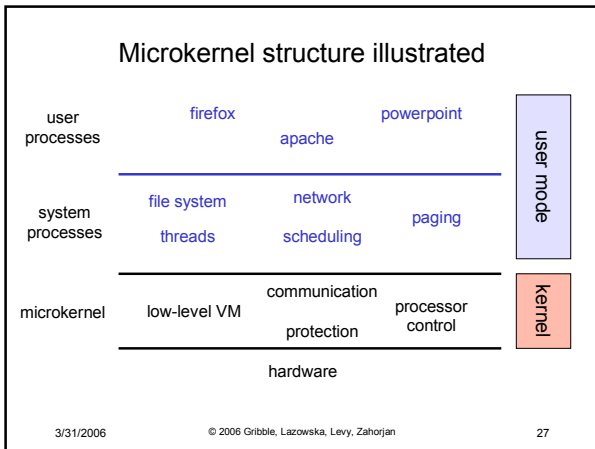 Microkernel structure illustrated
user
processes
firefox
powerpoint
apache
user mode
system
processes
file system
network
paging
threads
scheduling
microkernel
communication
low-level VM
processor
control
protection
kernel
hardware
3/31/2006
© 2006 Gribble, Lazowska, Levy, Zahorjan
27